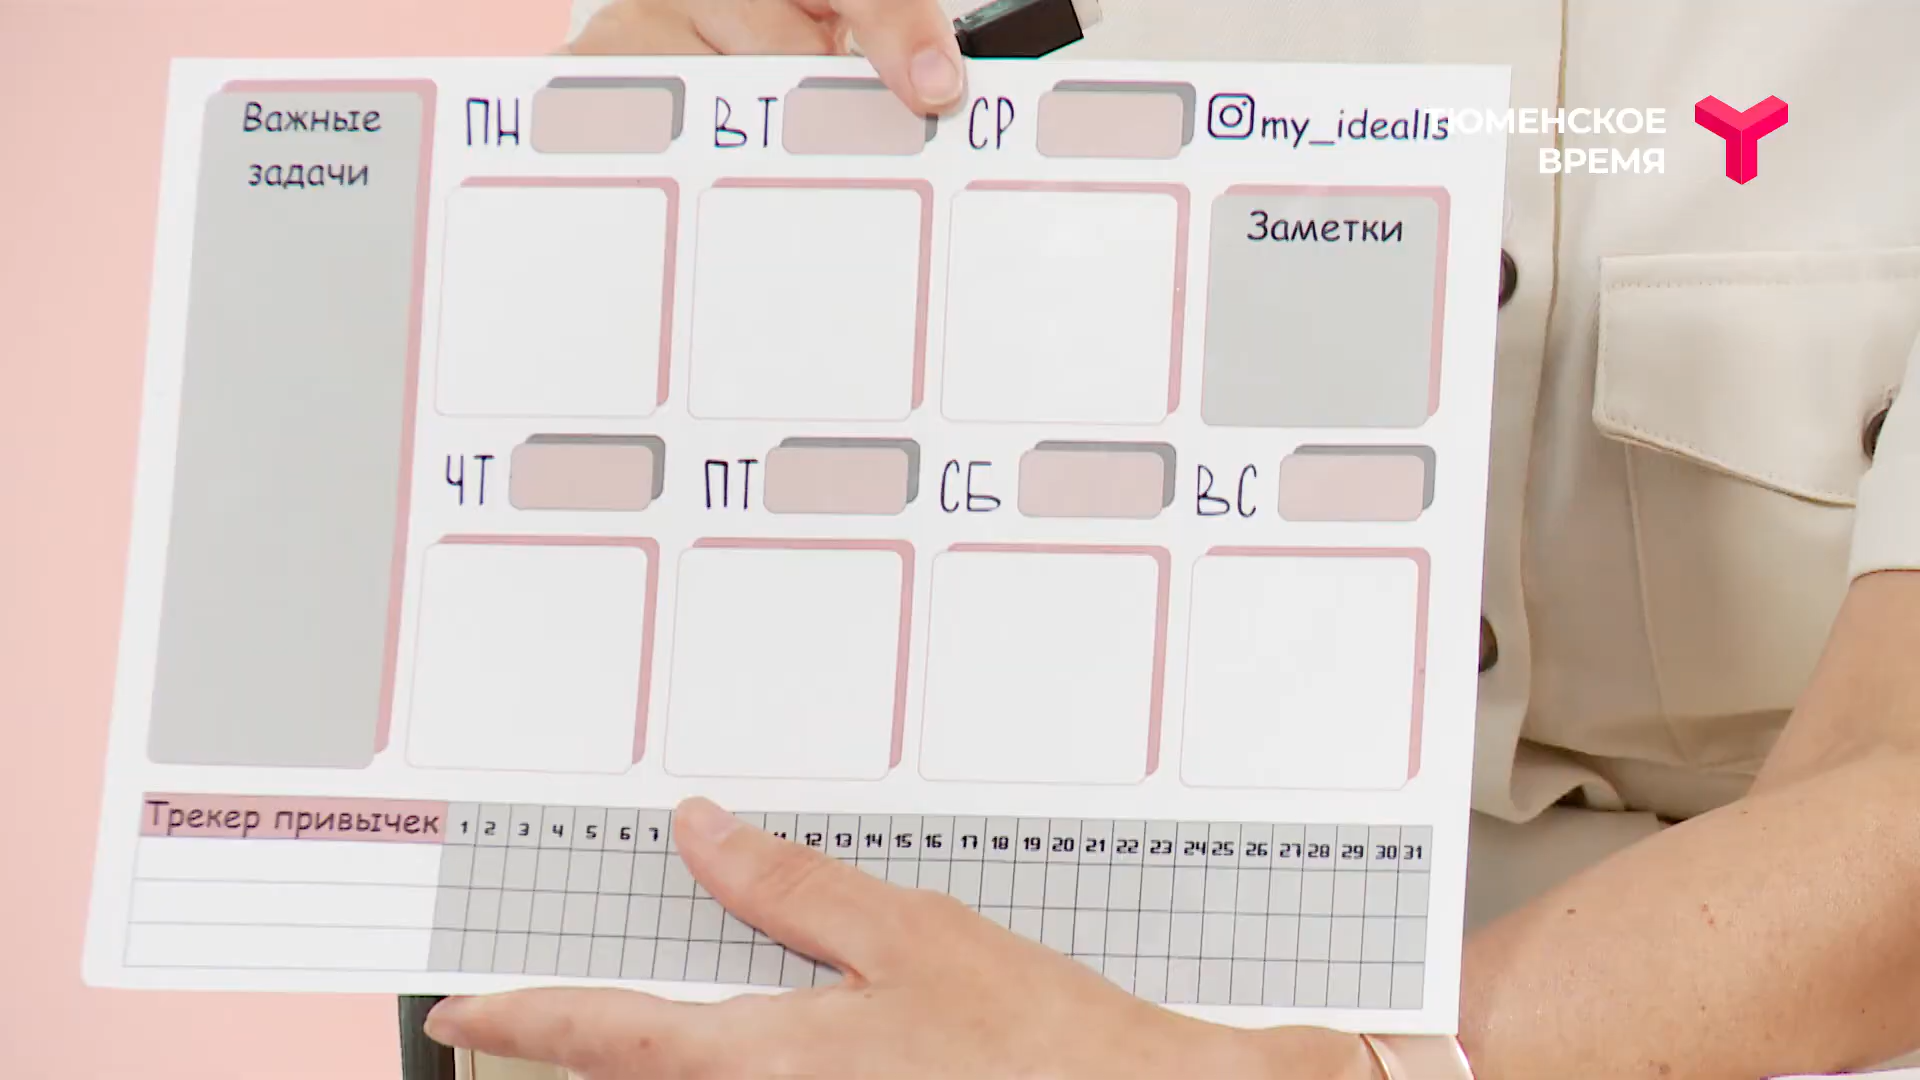 Важные
задачи
ПН
ВТ
СР
my_idealls
ТЮМЕНСКОЕ
ВРЕМЯ
Заметки
ЧТ
ПТ
СБ
ВС
Трекер привычек 1 2 3 4 5 6 7 12 13 14 15 16 17 18 19 20 21 22 23 24 25 26 27 28 29 30 31